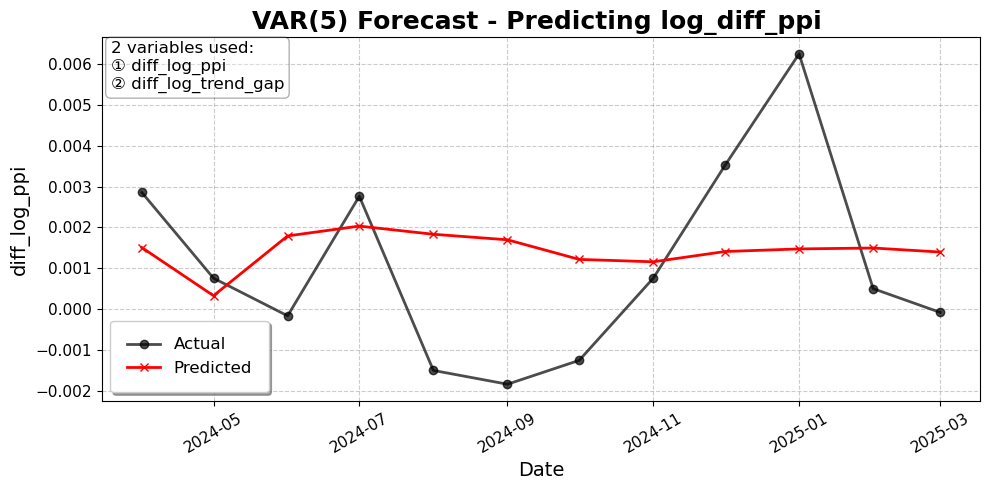 VAR(5) Forecast - Predicting log_diff_ppi
2 variables used:
① diff_log_ppi
② diff_log_trend_gap
0.006
0.005
0.004
0.003
0.002
0.001
0.000
−0.001
−0.002
diff_log_ppi
Actual
Predicted
2024-05
2024-07
2024-09
2024-11
2025-01
2025-03
Date